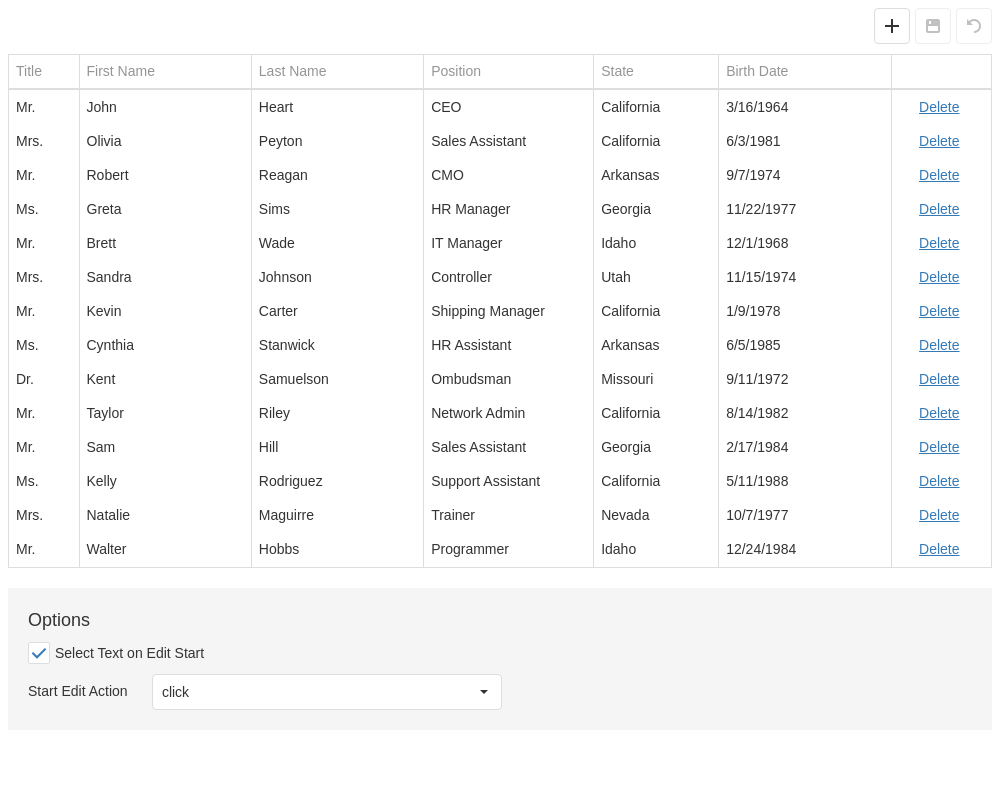 Title First Name Last Name Position State Birth Date
Mr. John Heart CEO California 3/16/1964 Delete
Mrs. Olivia Peyton Sales Assistant California 6/3/1981 Delete
Mr. Robert Reagan CMO Arkansas 9/7/1974 Delete
Ms. Greta Sims HR Manager Georgia 11/22/1977 Delete
Mr. Brett Wade IT Manager Idaho 12/1/1968 Delete
Mrs. Sandra Johnson Controller Utah 11/15/1974 Delete
Mr. Kevin Carter Shipping Manager California 1/9/1978 Delete
Ms. Cynthia Stanwick HR Assistant Arkansas 6/5/1985 Delete
Dr. Kent Samuelson Ombudsman Missouri 9/11/1972 Delete
Mr. Taylor Riley Network Admin California 8/14/1982 Delete
Mr. Sam Hill Sales Assistant Georgia 2/17/1984 Delete
Ms. Kelly Rodriguez Support Assistant California 5/11/1988 Delete
Mrs. Natalie Maguirre Trainer Nevada 10/7/1977 Delete
Mr. Walter Hobbs Programmer Idaho 12/24/1984 Delete
Options
Select Text on Edit Start
Start Edit Action click